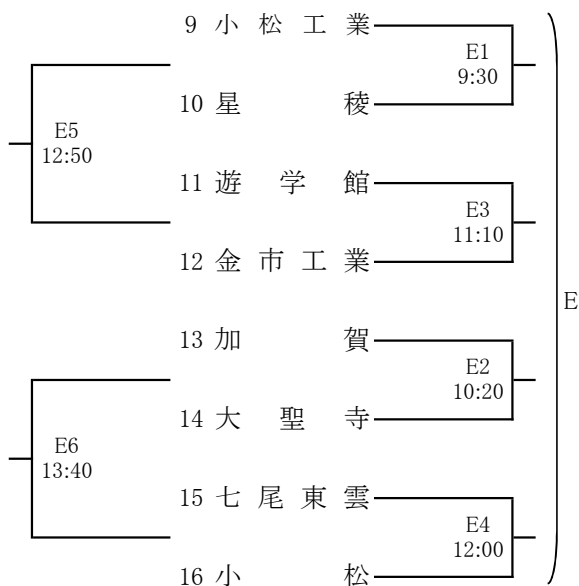 9 小松工業
E1
9:30
10 星稜
E5
12:50
11 遊学館
E3
11:10
12 金市工業
E
13 加賀
E2
10:20
14 大聖寺
E6
13:40
15 七尾東雲
E4
12:00
16 小松